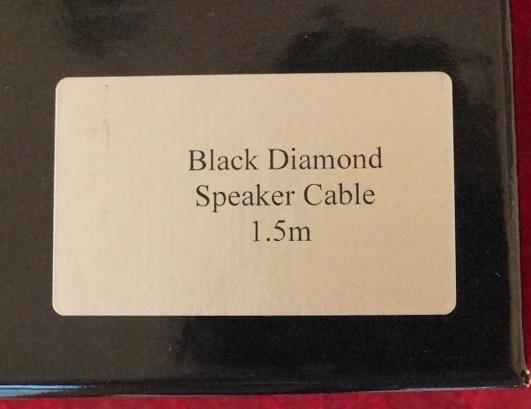 Black Diamond
Speaker Cable
1.5m